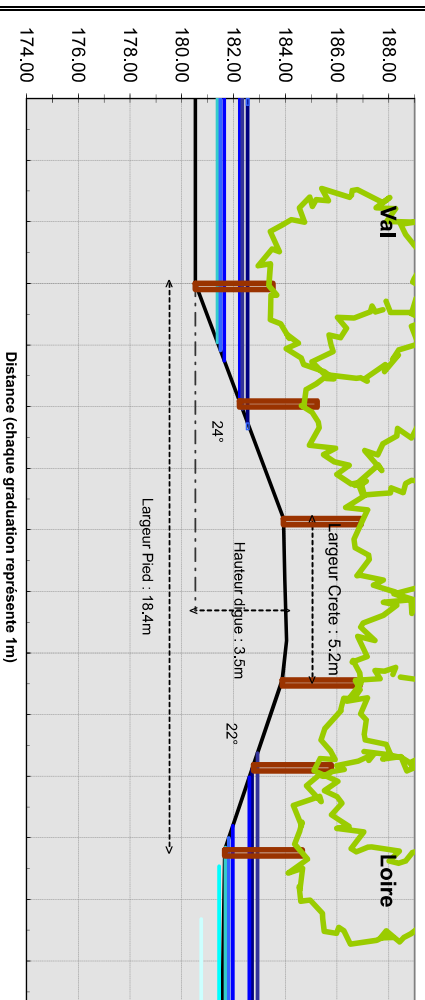 188.00
186.00
184.00
182.00
180.00
178.00
176.00
174.00
Val
Loire
Largeur Crete : 5.2m
Hauteur digue : 3.5m
24°
22°
Largeur Pied : 18.4m
Distance (chaque graduation représente 1m)